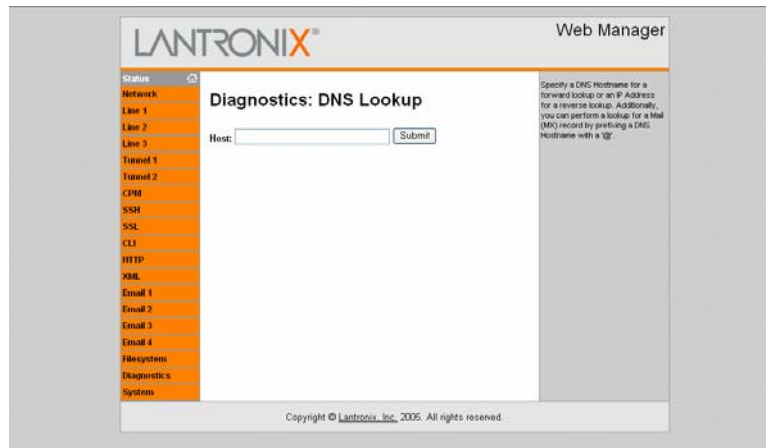 LANTRONIX®
Web Manager
Status
Network
Line 1
Line 2
Line 3
Tunnel 1
Tunnel 2
CPM
SSH
SSL
CLI
HTTP
XML
Email 1
Email 2
Email 3
Email 4
Filesystem
Diagnostics
System
Diagnostics: DNS Lookup
Host:
Submit
Specify a DNS Hostname for a
forward lookup or an IP Address
for a reverse lookup. Additionally,
you can perform a lookup for a Mail
(MX) record by prefixing a DNS
Hostname with a '@'.
Copyright © Lantronix, Inc. 2005. All rights reserved.